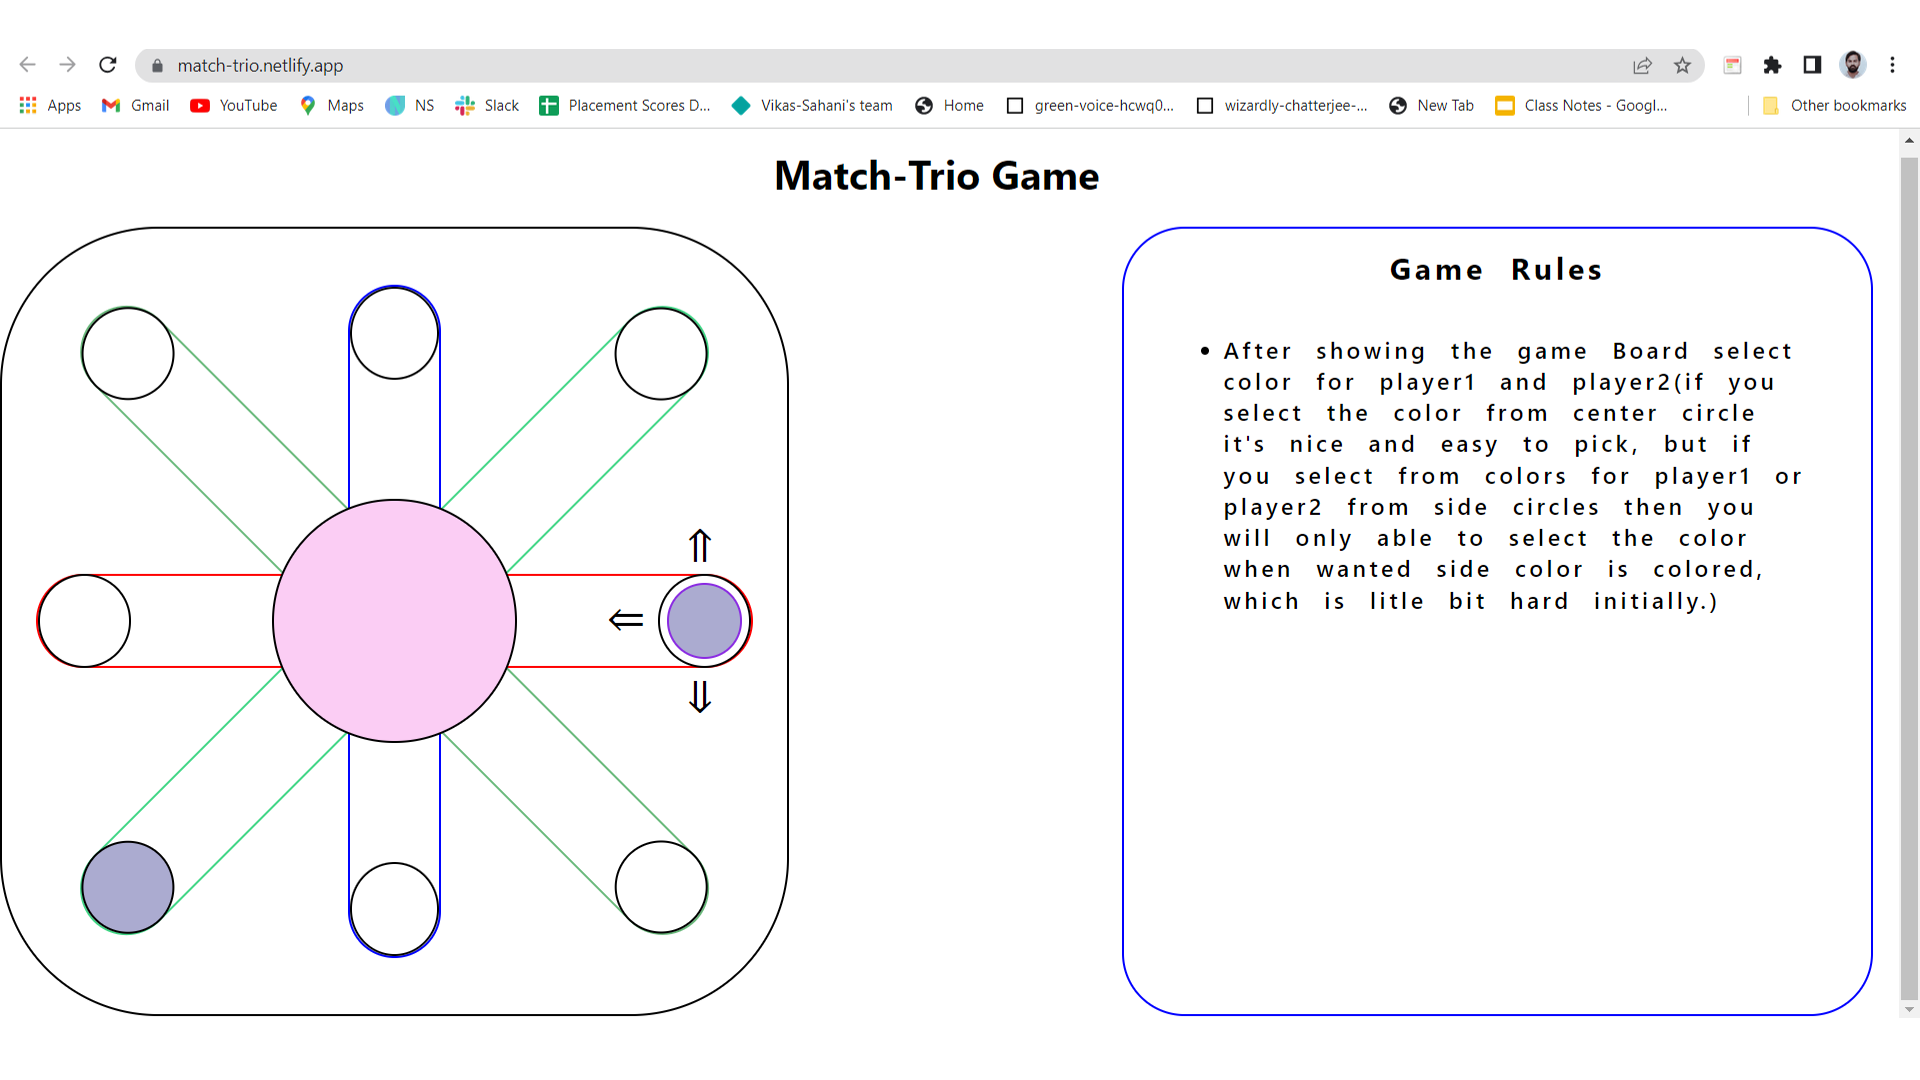 match-trio.netlify.app
Apps Gmail YouTube Maps NS Slack Placement Scores D... Vikas-Sahani's team Home green-voice-hcwq0... wizardly-chatterjee-... New Tab Class Notes - Googl... Other bookmarks
Match-Trio Game
Game Rules
• After showing the game Board select
color for player1 and player2(if you
select the color from center circle
it's nice and easy to pick, but if
you select from colors for player1 or
player2 from side circles then you
will only able to select the color
when wanted side color is colored,
which is litle bit hard initially.)
⇑
⇐
⇓